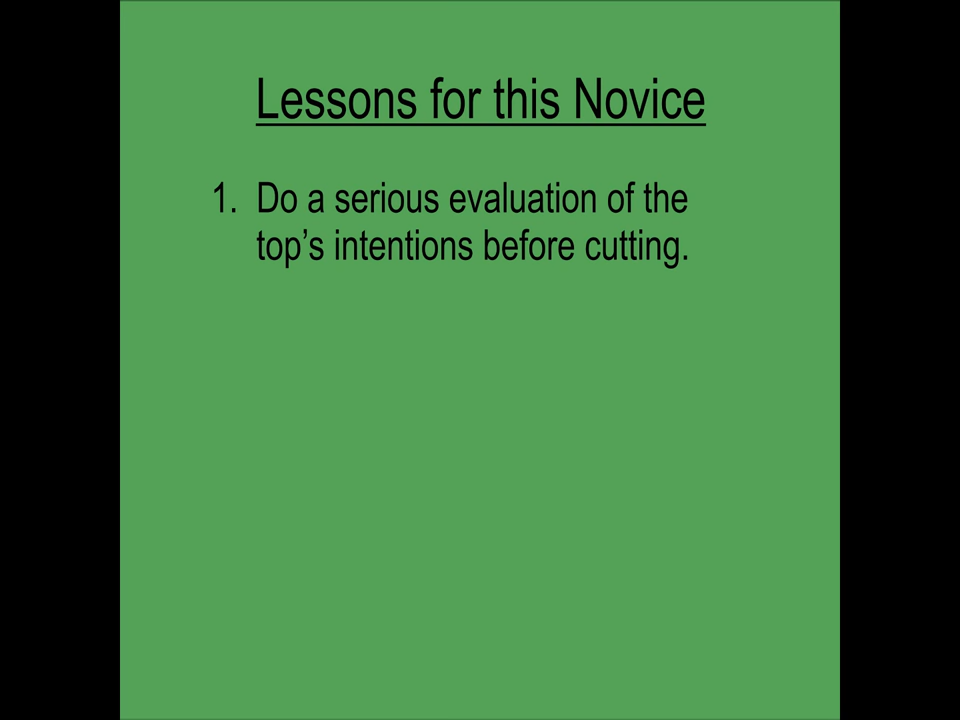 Lessons for this Novice
1. Do a serious evaluation of the
top’s intentions before cutting.